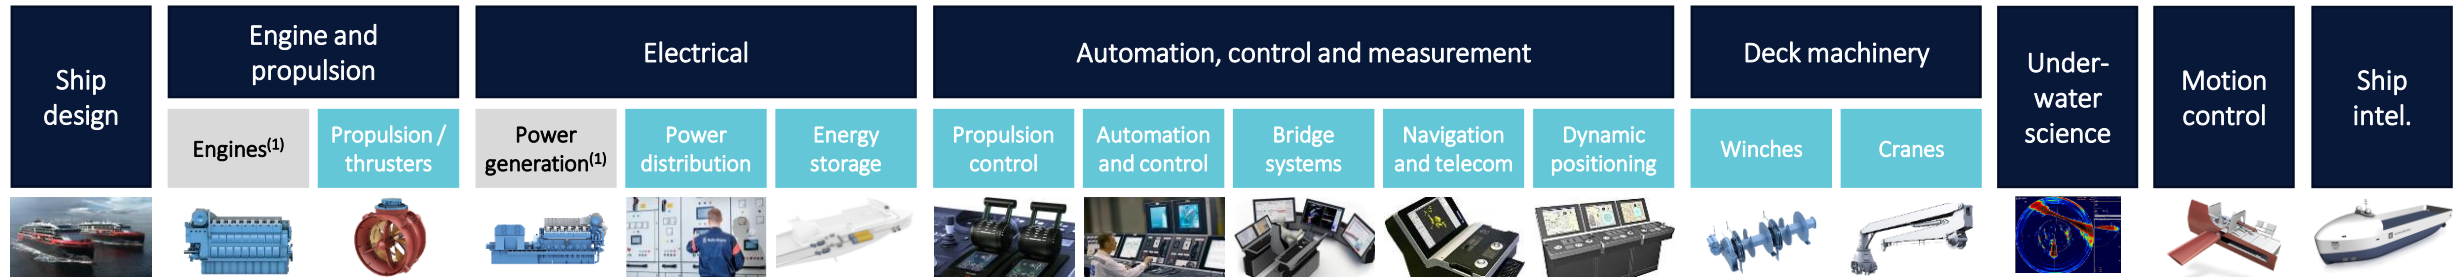 Ship
design
Engine and
propulsion
Engines(1)
Propulsion /
thrusters
Electrical
Power
generation(1)
Power
distribution
Energy
storage
Automation, control and measurement
Propulsion
control
Automation
and control
Bridge
systems
Navigation
and telecom
Dynamic
positioning
Deck machinery
Winches
Cranes
Under-
water
science
Motion
control
Ship
intel.